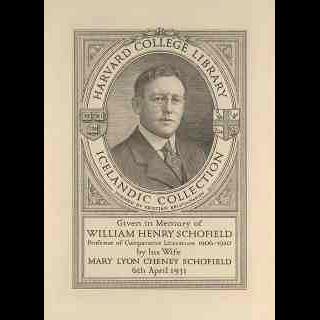 HARVARD COLLEGE LIBRARY
ICELANDIC COLLECTION
Given in Memory of
WILLIAM HENRY SCHOFIELD
Professor of Comparative Literature 1906-1920
by his Wife
MARY LYON CHENEY SCHOFIELD
6th April 1931